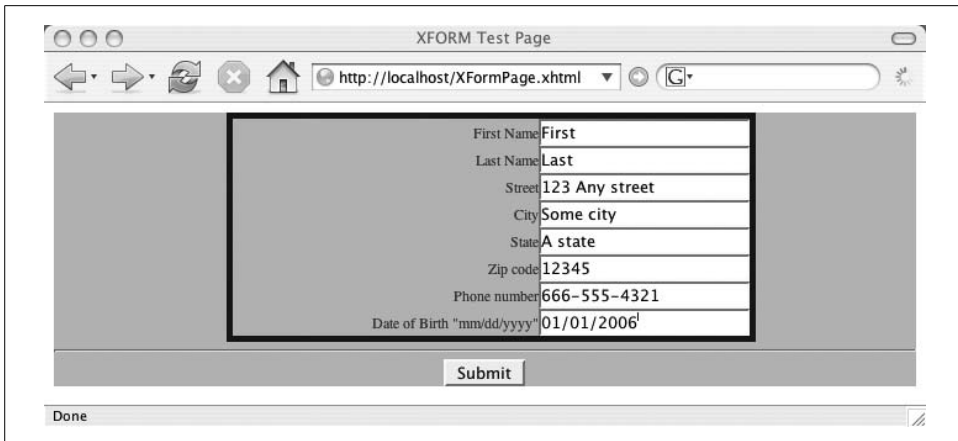 XFORM Test Page
http://localhost/XFormPage.xhtml G
First Name First
Last Name Last
Street 123 Any street
City Some city
State A state
Zip code 12345
Phone number 666-555-4321
Date of Birth "mm/dd/yyyy" 01/01/2006
Submit
Done